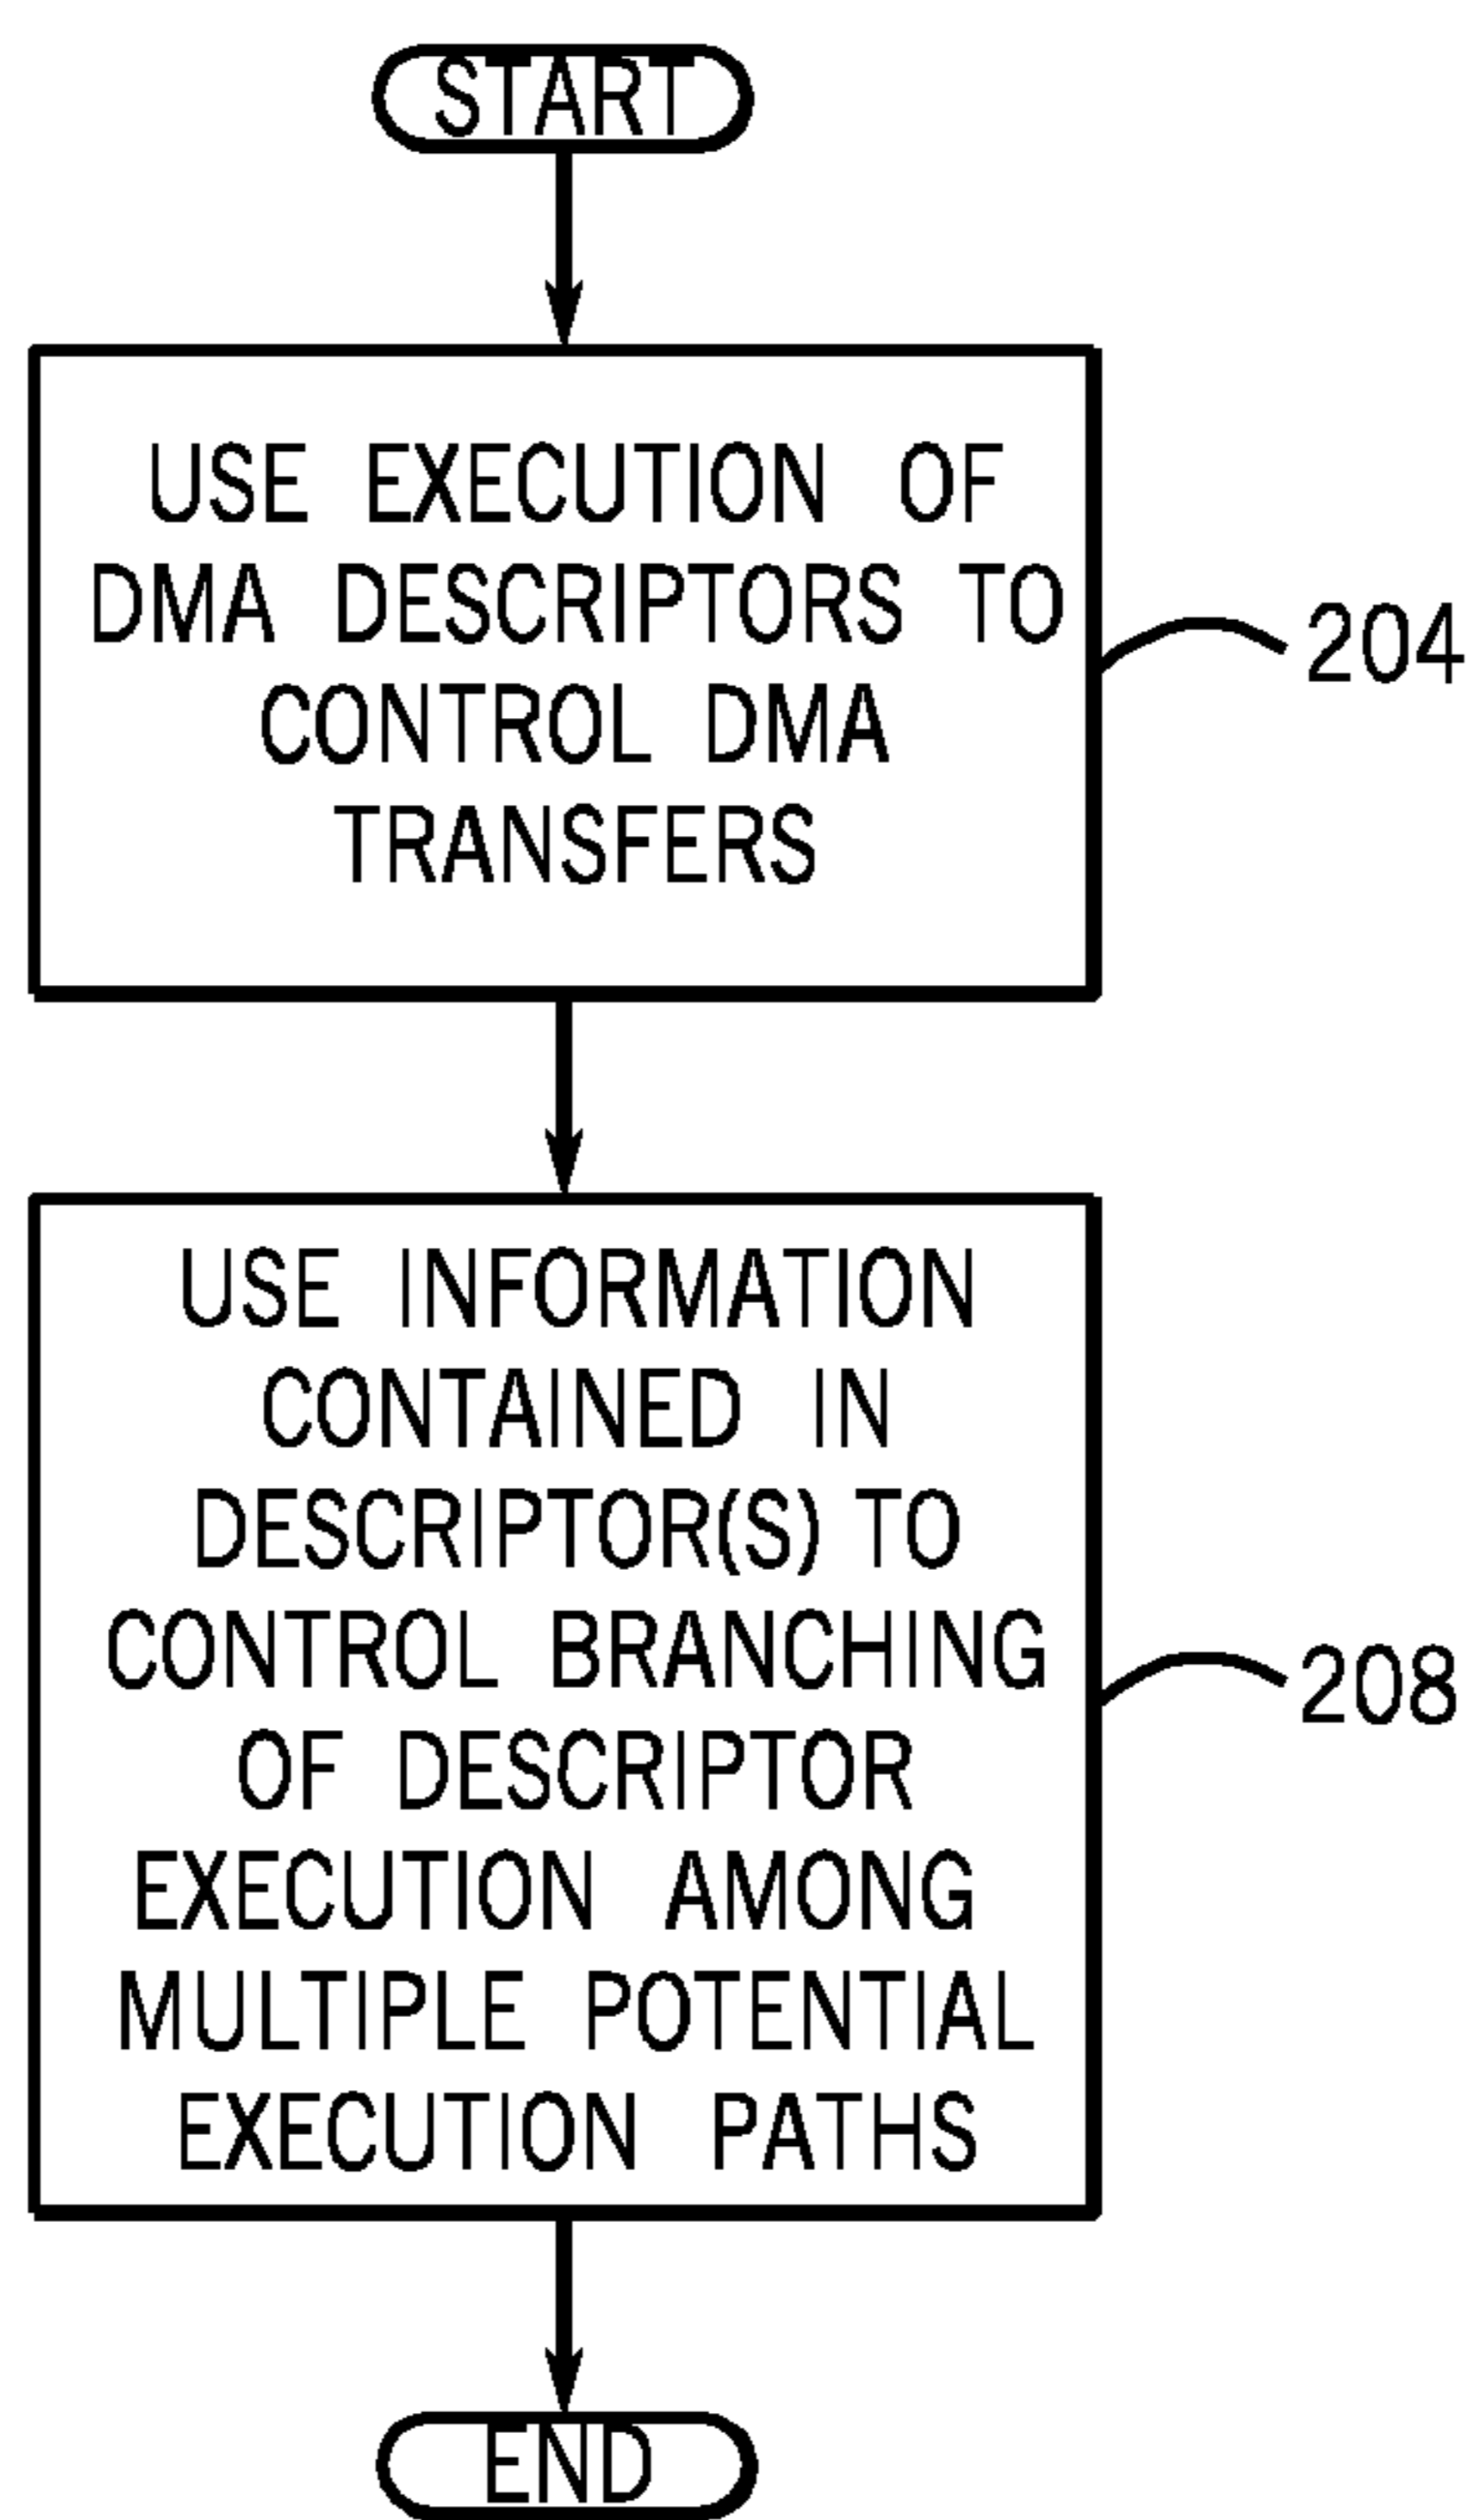 START
USE EXECUTION OF
DMA DESCRIPTORS TO
CONTROL DMA
TRANSFERS
204
USE INFORMATION
CONTAINED IN
DESCRIPTOR(S) TO
CONTROL BRANCHING
OF DESCRIPTOR
EXECUTION AMONG
MULTIPLE POTENTIAL
EXECUTION PATHS
208
END